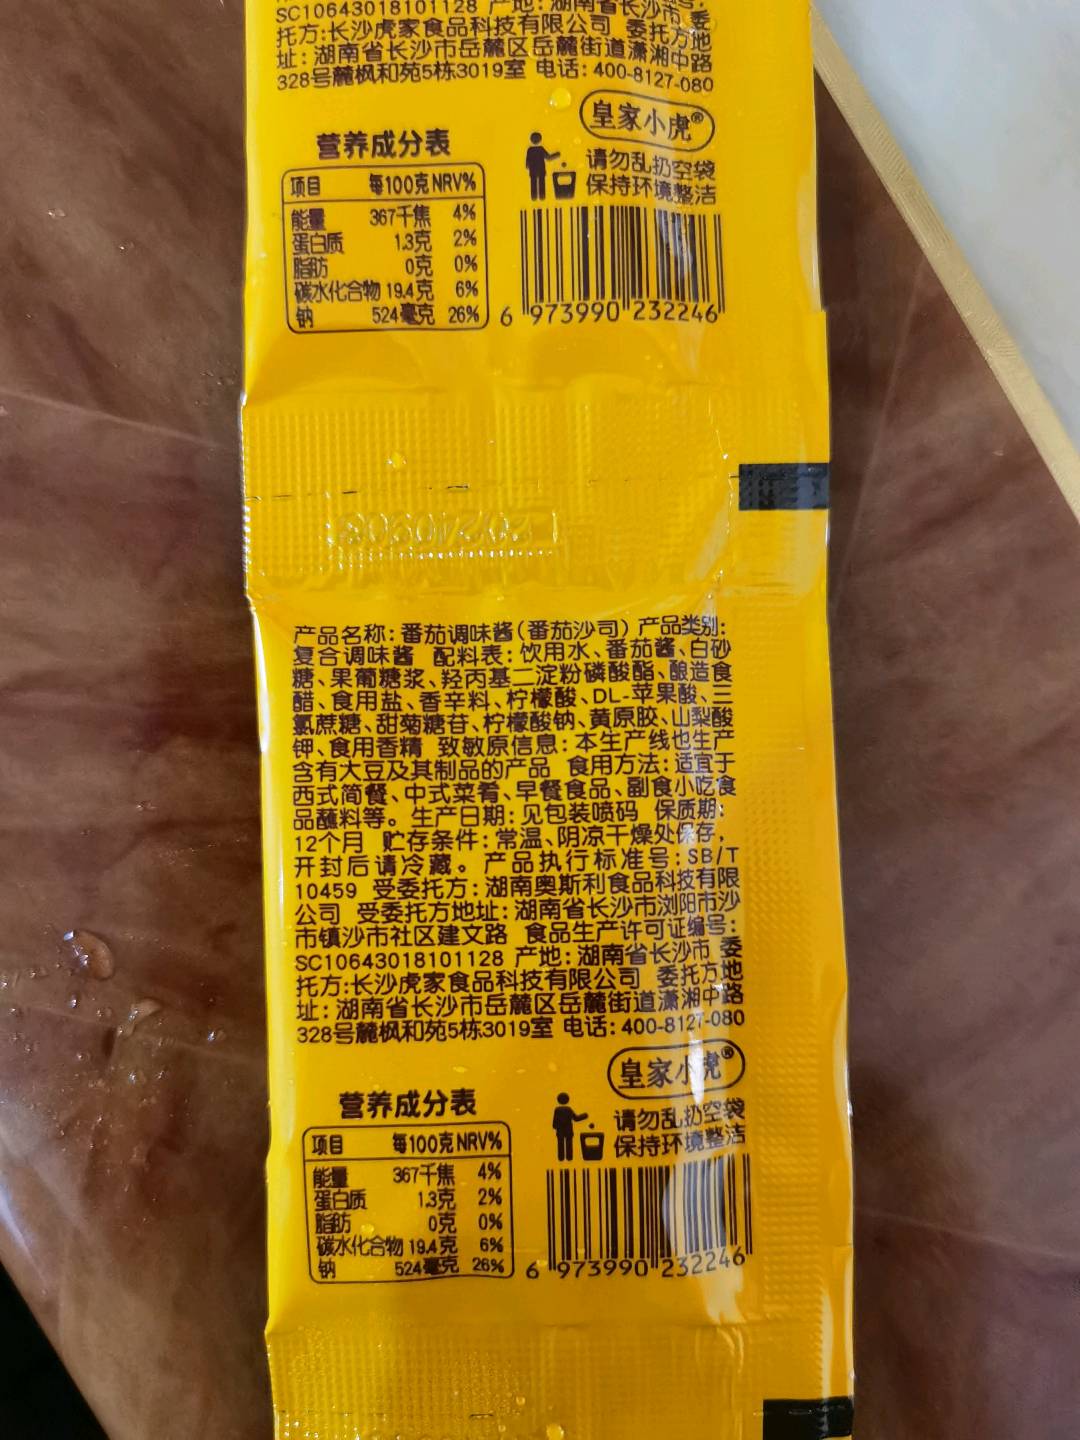 SC10643018101128 产地:湖南省长沙市 委
托方:长沙虎家食品科技有限公司 委托方地
址:湖南省长沙市岳麓区岳麓街道潇湘中路
328号麓枫和苑5栋3019室 电话:400-8127-080
皇家小虎®
营养成分表
请勿乱扔空袋
保持环境整洁
项目 每100克 NRV%
能量 367千焦 4%
蛋白质 1.3克 2%
脂肪 0克 0%
碳水化合物 19.4克 6%
钠 524毫克 26%
6 973990 232246
产品名称:番茄调味酱(番茄沙司) 产品类别:
复合调味酱 配料表:饮用水、番茄酱、白砂
糖、果葡糖浆、羟丙基二淀粉磷酸酯、酿造食
醋、食用盐、香辛料、柠檬酸、DL-苹果酸、三
氯蔗糖、甜菊糖苷、柠檬酸钠、黄原胶、山梨酸
钾、食用香精 致敏原信息:本生产线也生产
含有大豆及其制品的产品 食用方法:适宜于
西式简餐、中式菜肴、早餐食品、副食小吃食
品蘸料等。生产日期:见包装喷码 保质期:
12个月 贮存条件:常温、阴凉干燥处保存,
开封后请冷藏。产品执行标准号:SB/T
10459 受委托方:湖南奥斯利食品科技有限
公司 受委托方地址:湖南省长沙市浏阳市沙
市镇沙市社区建文路 食品生产许可证编号:
SC10643018101128 产地:湖南省长沙市 委
托方:长沙虎家食品科技有限公司 委托方地
址:湖南省长沙市岳麓区岳麓街道潇湘中路
328号麓枫和苑5栋3019室 电话:400-8127-080
皇家小虎®
营养成分表
请勿乱扔空袋
保持环境整洁
项目 每100克 NRV%
能量 367千焦 4%
蛋白质 1.3克 2%
脂肪 0克 0%
碳水化合物 19.4克 6%
钠 524毫克 26%
6 973990 232246